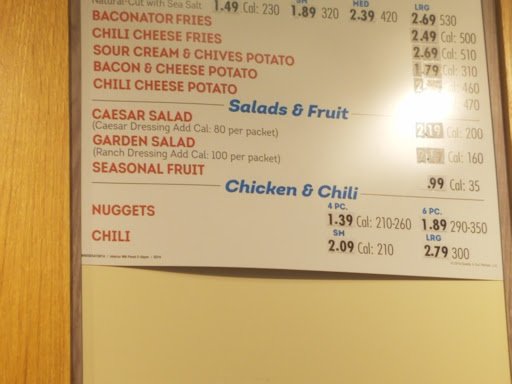 Natural-Cut with Sea Salt 1.49 Cal: 230 SM 1.89 320 MED 2.39 420 LRG
BACONATOR FRIES 2.69 530
CHILI CHEESE FRIES 2.49 Cal: 500
SOUR CREAM & CHIVES POTATO 2.69 Cal: 510
BACON & CHEESE POTATO 1.79 Cal: 310
CHILI CHEESE POTATO Cal: 460
470
Salads & Fruit
CAESAR SALAD
(Caesar Dressing Add Cal: 80 per packet) Cal: 200
GARDEN SALAD
(Ranch Dressing Add Cal: 100 per packet) Cal: 160
SEASONAL FRUIT .99 Cal: 35
Chicken & Chili
4 PC. 6 PC.
NUGGETS 1.39 Cal: 210-260 1.89 290-350
SM LRG
CHILI 2.09 Cal: 210 2.79 300